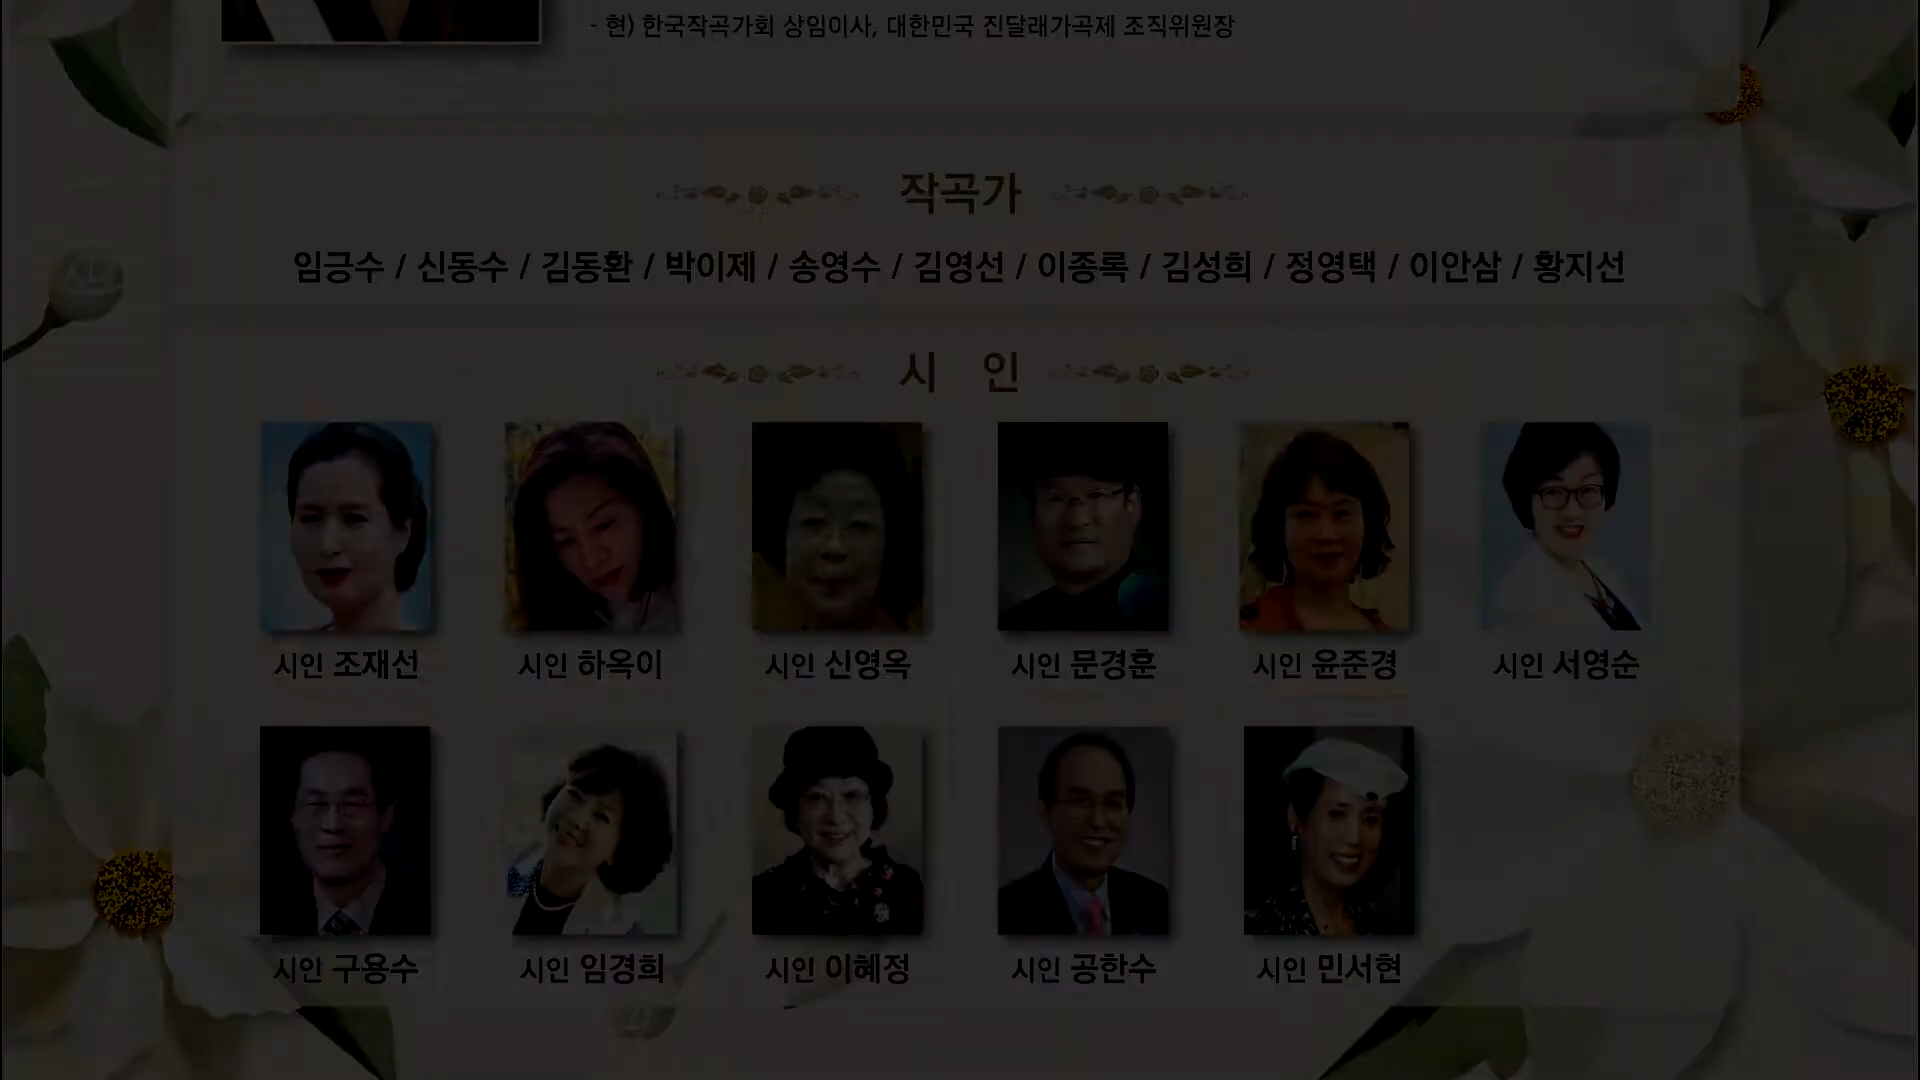 - 현) 한국작곡가회 상임이사, 대한민국 진달래가곡제 조직위원장
작곡가
임긍수 / 신동수 / 김동환 / 박이제 / 송영수 / 김영선 / 이종록 / 김성희 / 정영택 / 이안삼 / 황지선
시 인
시인 조재선
시인 하옥이
시인 신영옥
시인 문경훈
시인 윤준경
시인 서영순
시인 구용수
시인 임경희
시인 이혜정
시인 공한수
시인 민서현